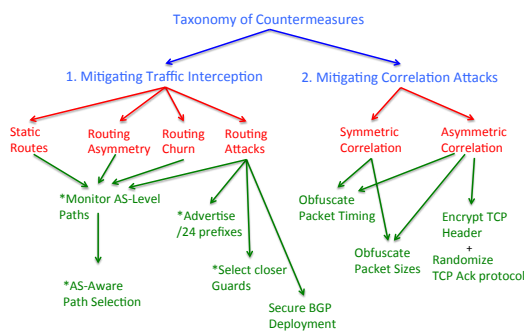 Taxonomy of Countermeasures
1. Mitigating Traffic Interception
2. Mitigating Correlation Attacks
Static
Routes
Routing
Asymmetry
Routing
Churn
Routing
Attacks
Symmetric
Correlation
Asymmetric
Correlation
*Monitor AS-Level
Paths
*Advertise
/24 prefixes
Obfuscate
Packet Timing
Encrypt TCP
Header
+
Randomize
TCP Ack protocol
*AS-Aware
Path Selection
*Select closer
Guards
Obfuscate
Packet Sizes
Secure BGP
Deployment